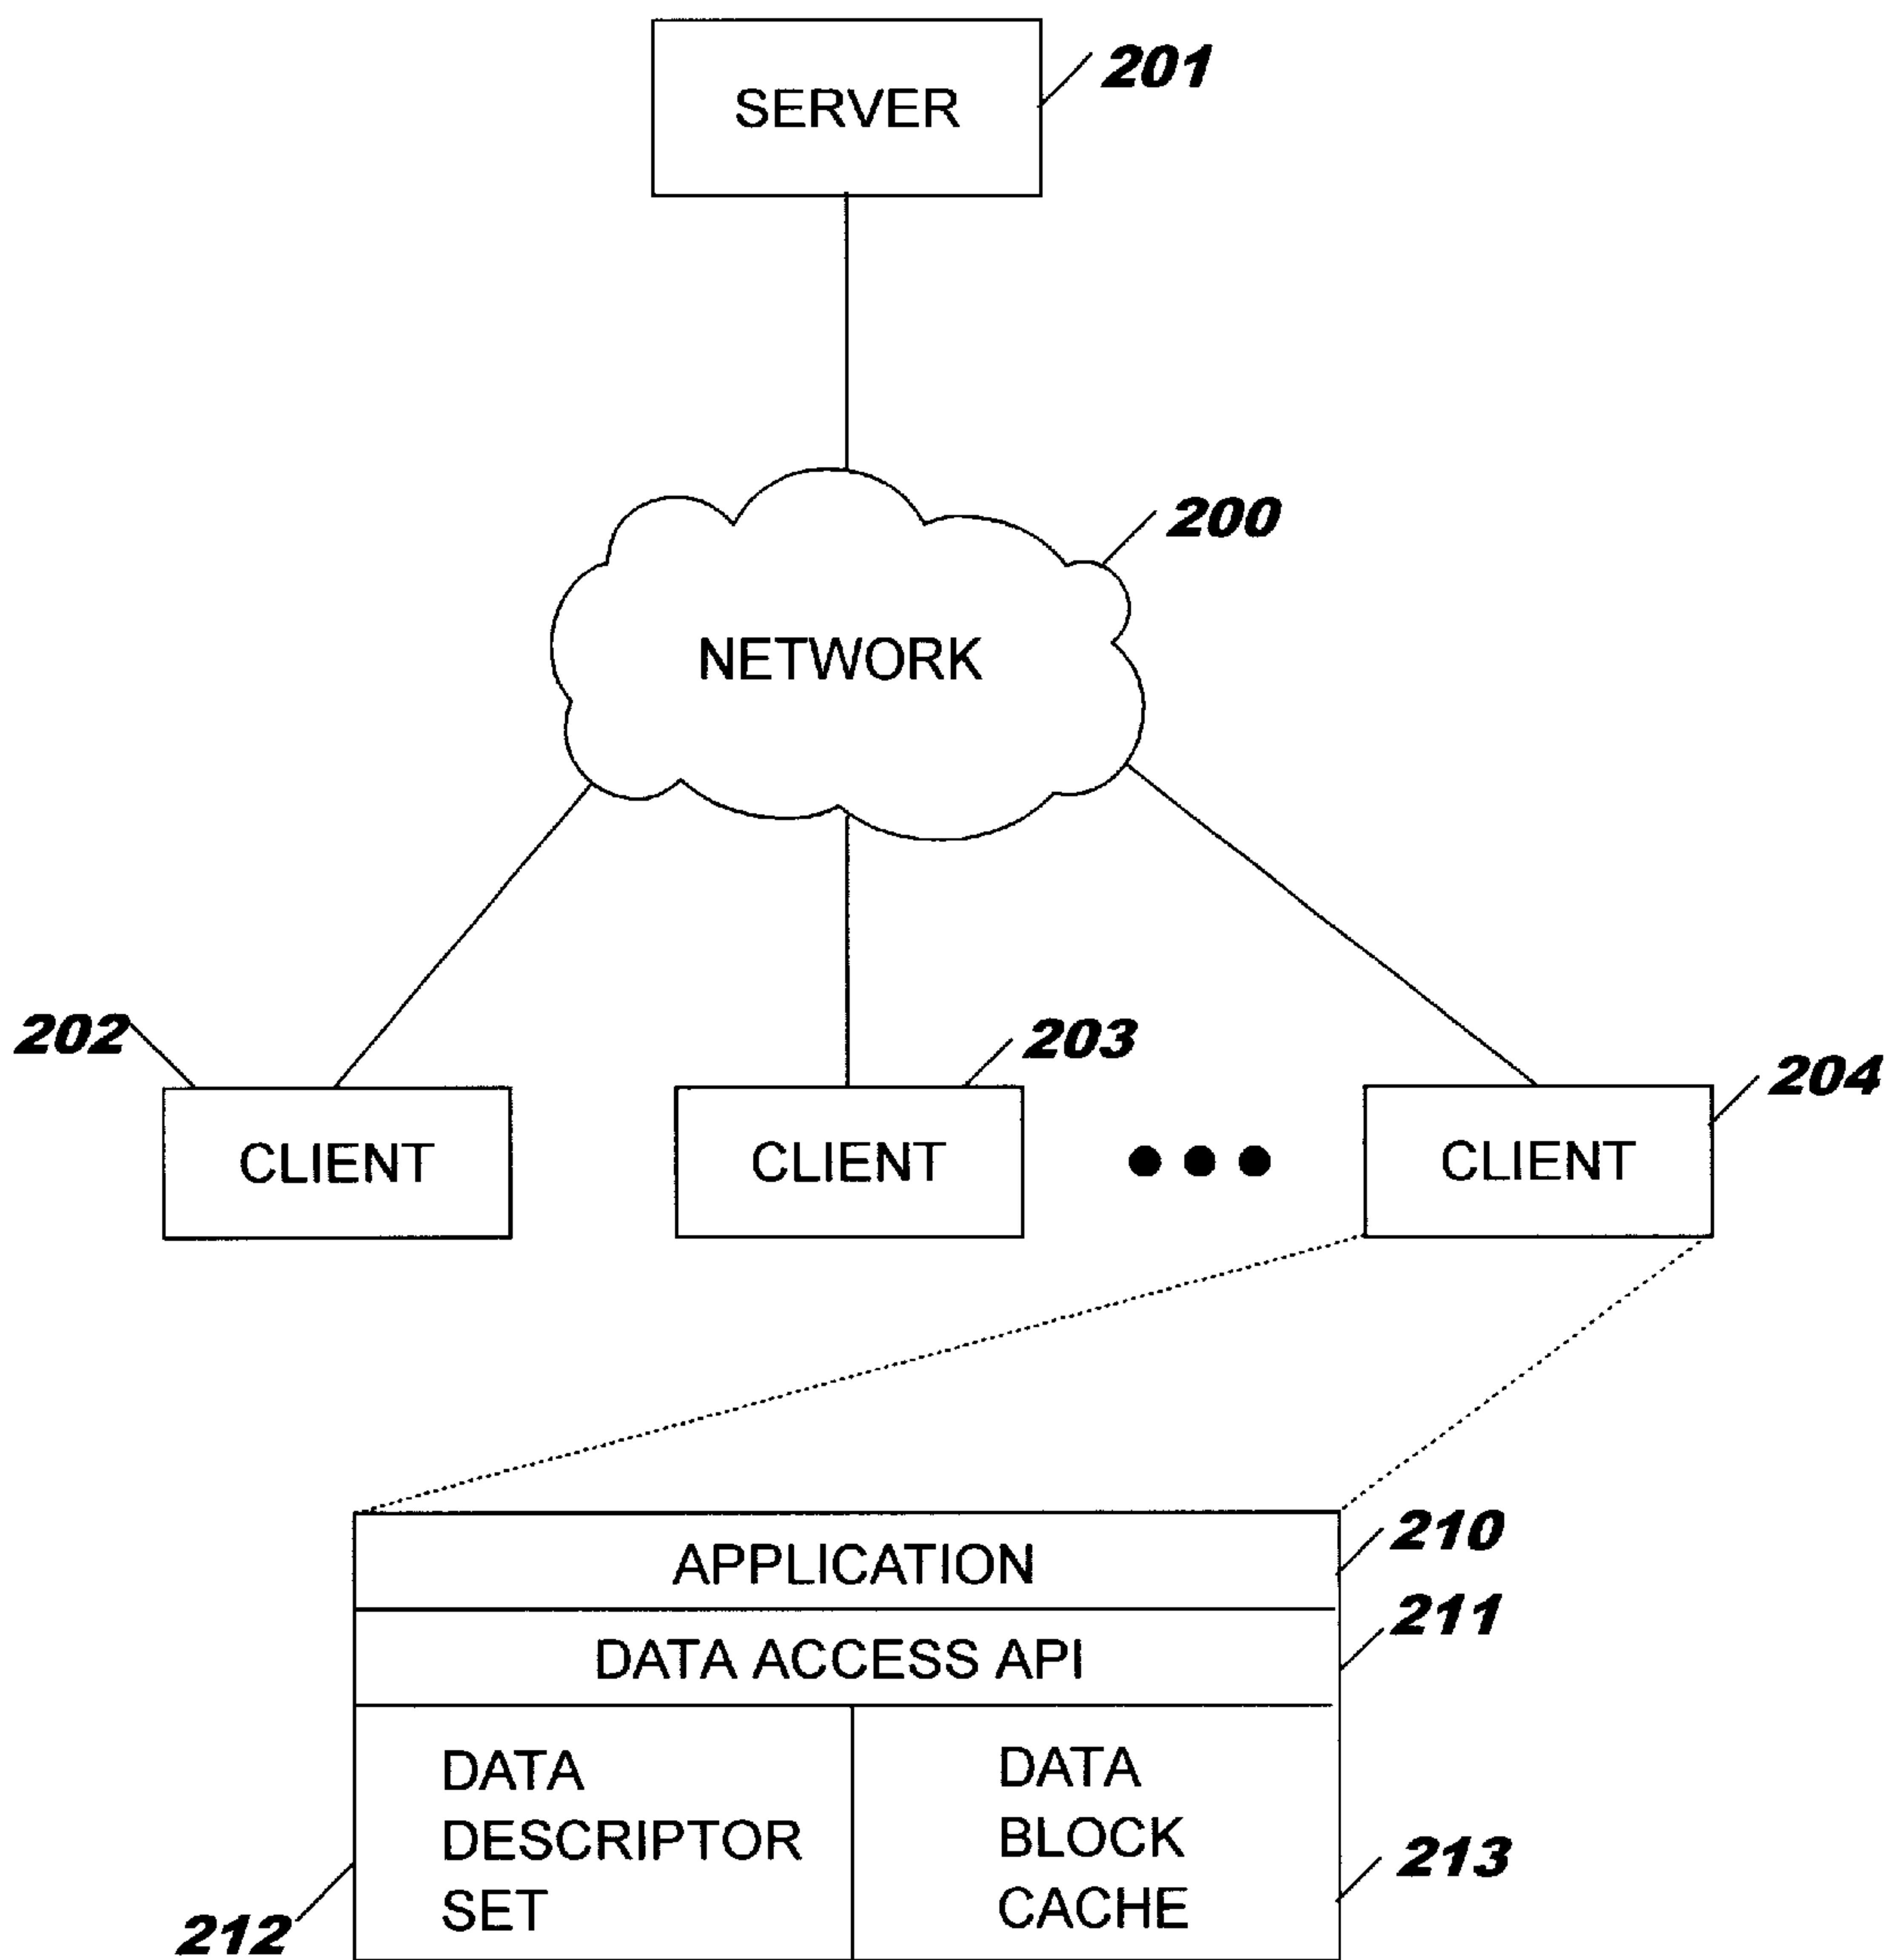 201
SERVER
200
NETWORK
202
203
204
CLIENT
CLIENT
CLIENT
210
APPLICATION
211
DATA ACCESS API
DATA
DESCRIPTOR
SET
DATA
BLOCK
CACHE
213
212